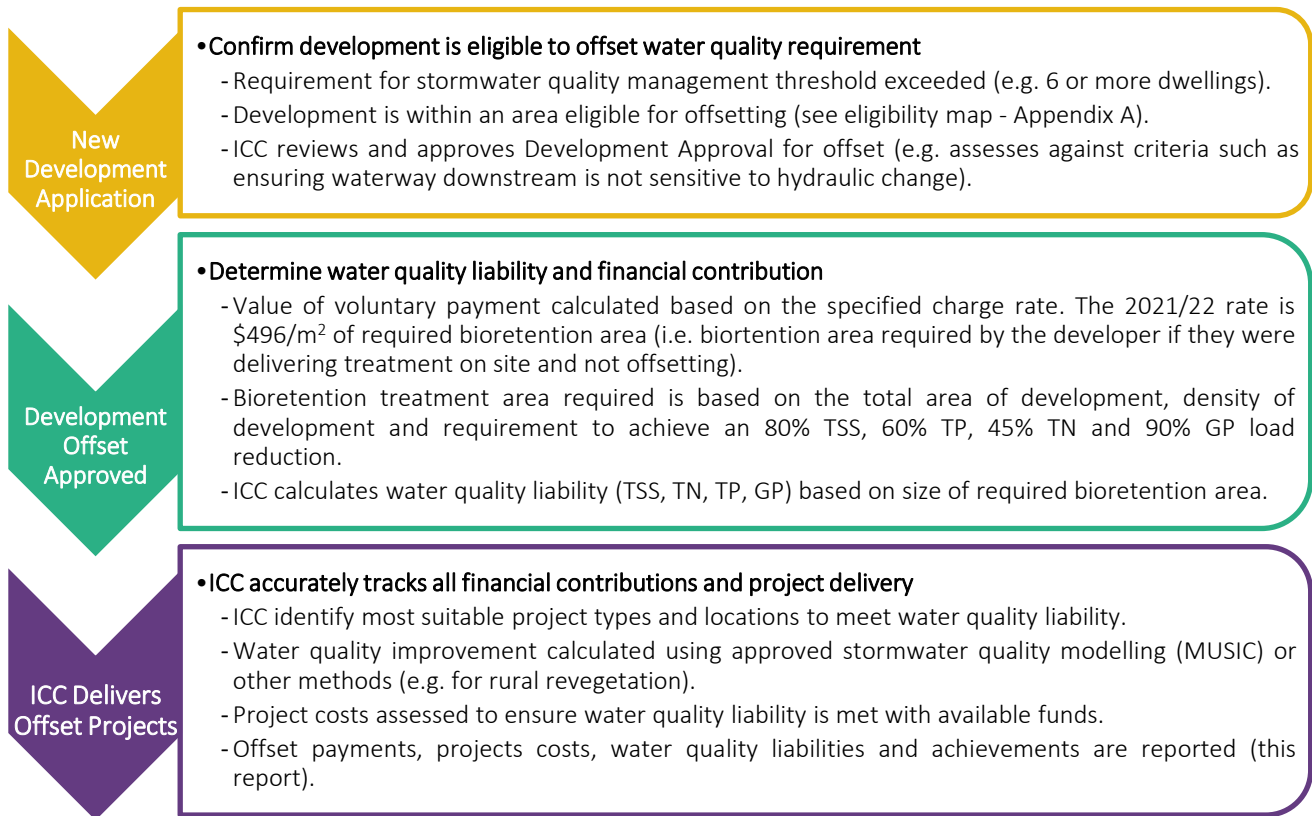 New
Development
Application
•Confirm development is eligible to offset water quality requirement
-Requirement for stormwater quality management threshold exceeded (e.g. 6 or more dwellings).
-Development is within an area eligible for offsetting (see eligibility map - Appendix A).
-ICC reviews and approves Development Approval for offset (e.g. assesses against criteria such as
ensuring waterway downstream is not sensitive to hydraulic change).
Development
Offset
Approved
•Determine water quality liability and financial contribution
-Value of voluntary payment calculated based on the specified charge rate. The 2021/22 rate is
$496/m² of required bioretention area (i.e. biortention area required by the developer if they were
delivering treatment on site and not offsetting).
-Bioretention treatment area required is based on the total area of development, density of
development and requirement to achieve an 80% TSS, 60% TP, 45% TN and 90% GP load
reduction.
-ICC calculates water quality liability (TSS, TN, TP, GP) based on size of required bioretention area.
ICC Delivers
Offset Projects
•ICC accurately tracks all financial contributions and project delivery
-ICC identify most suitable project types and locations to meet water quality liability.
-Water quality improvement calculated using approved stormwater quality modelling (MUSIC) or
other methods (e.g. for rural revegetation).
-Project costs assessed to ensure water quality liability is met with available funds.
-Offset payments, projects costs, water quality liabilities and achievements are reported (this
report).